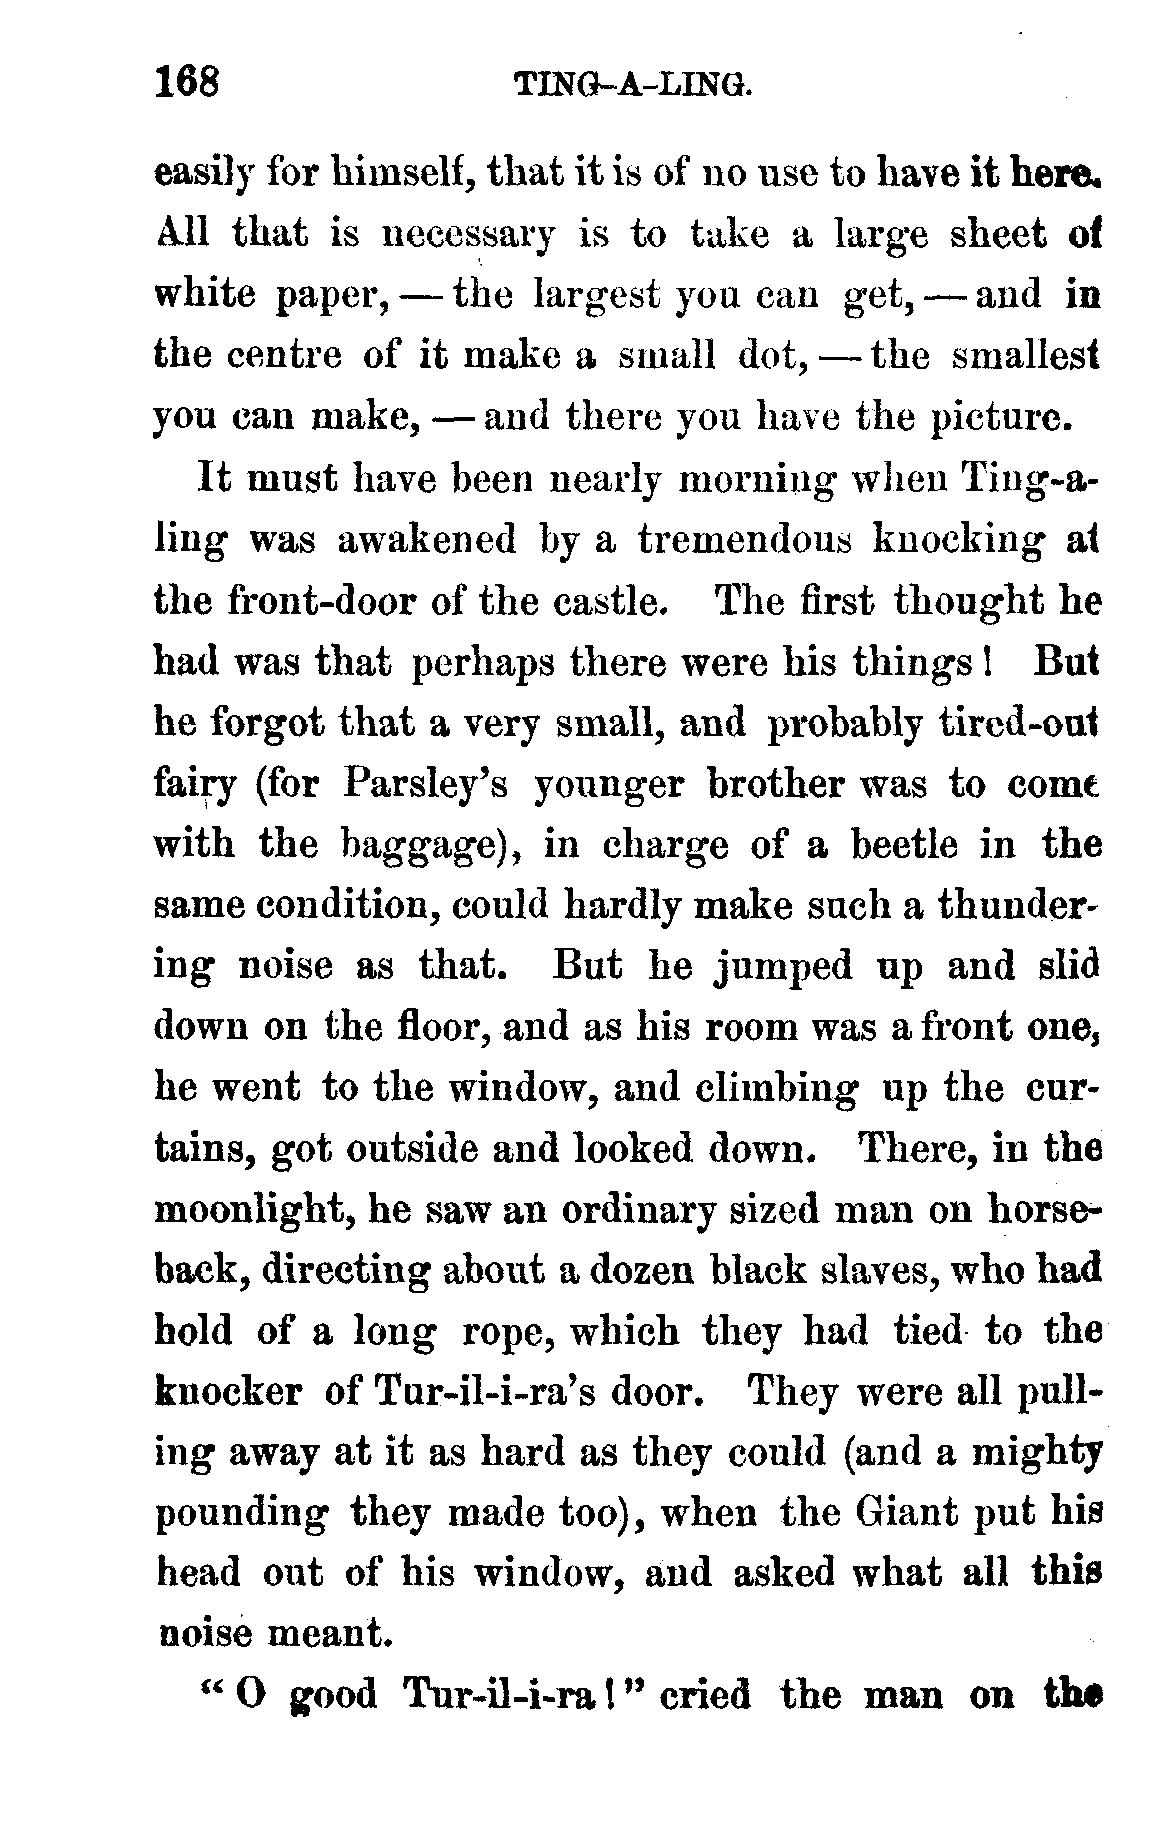 168 TING-A-LING.
easily for himself, that it is of no use to have it here.
All that is necessary is to take a large sheet of
white paper, — the largest you can get, — and in
the centre of it make a small dot, — the smallest
you can make, — and there you have the picture.
It must have been nearly morning when Ting-a-
ling was awakened by a tremendous knocking at
the front-door of the castle. The first thought he
had was that perhaps there were his things! But
he forgot that a very small, and probably tired-out
fairy (for Parsley's younger brother was to come
with the baggage), in charge of a beetle in the
same condition, could hardly make such a thunder-
ing noise as that. But he jumped up and slid
down on the floor, and as his room was a front one,
he went to the window, and climbing up the cur-
tains, got outside and looked down. There, in the
moonlight, he saw an ordinary sized man on horse-
back, directing about a dozen black slaves, who had
hold of a long rope, which they had tied to the
knocker of Tur-il-i-ra's door. They were all pull-
ing away at it as hard as they could (and a mighty
pounding they made too), when the Giant put his
head out of his window, and asked what all this
noise meant.
"O good Tur-il-i-ra!" cried the man on the